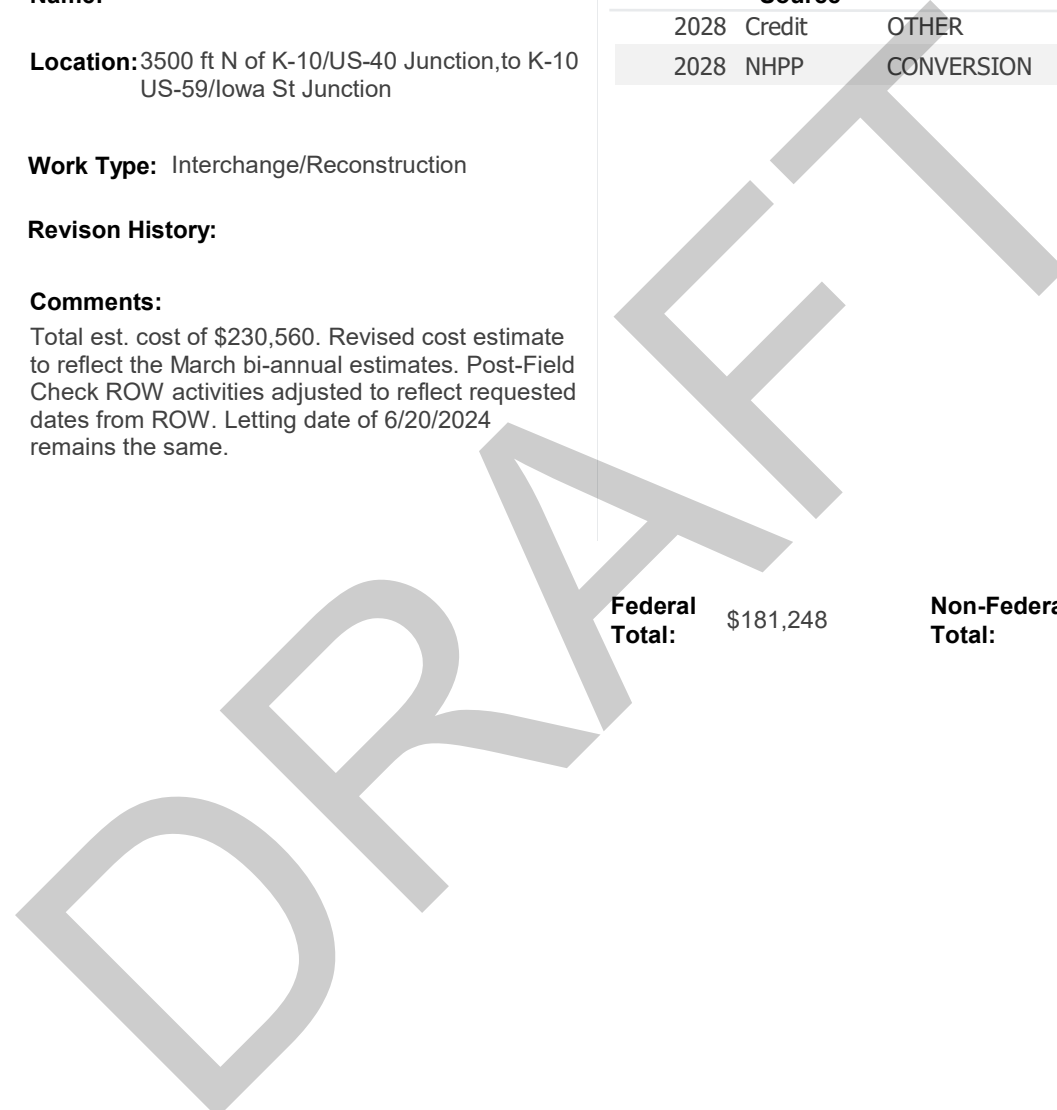 Location: 3500 ft N of K-10/US-40 Junction,to K-10
US-59/Iowa St Junction
Work Type: Interchange/Reconstruction
Revison History:
Comments:
Total est. cost of $230,560. Revised cost estimate
to reflect the March bi-annual estimates. Post-Field
Check ROW activities adjusted to reflect requested
dates from ROW. Letting date of 6/20/2024
remains the same.
2028 Credit OTHER
2028 NHPP CONVERSION
Federal
Total: $181,248
Non-Federa
Total:
DRAFT